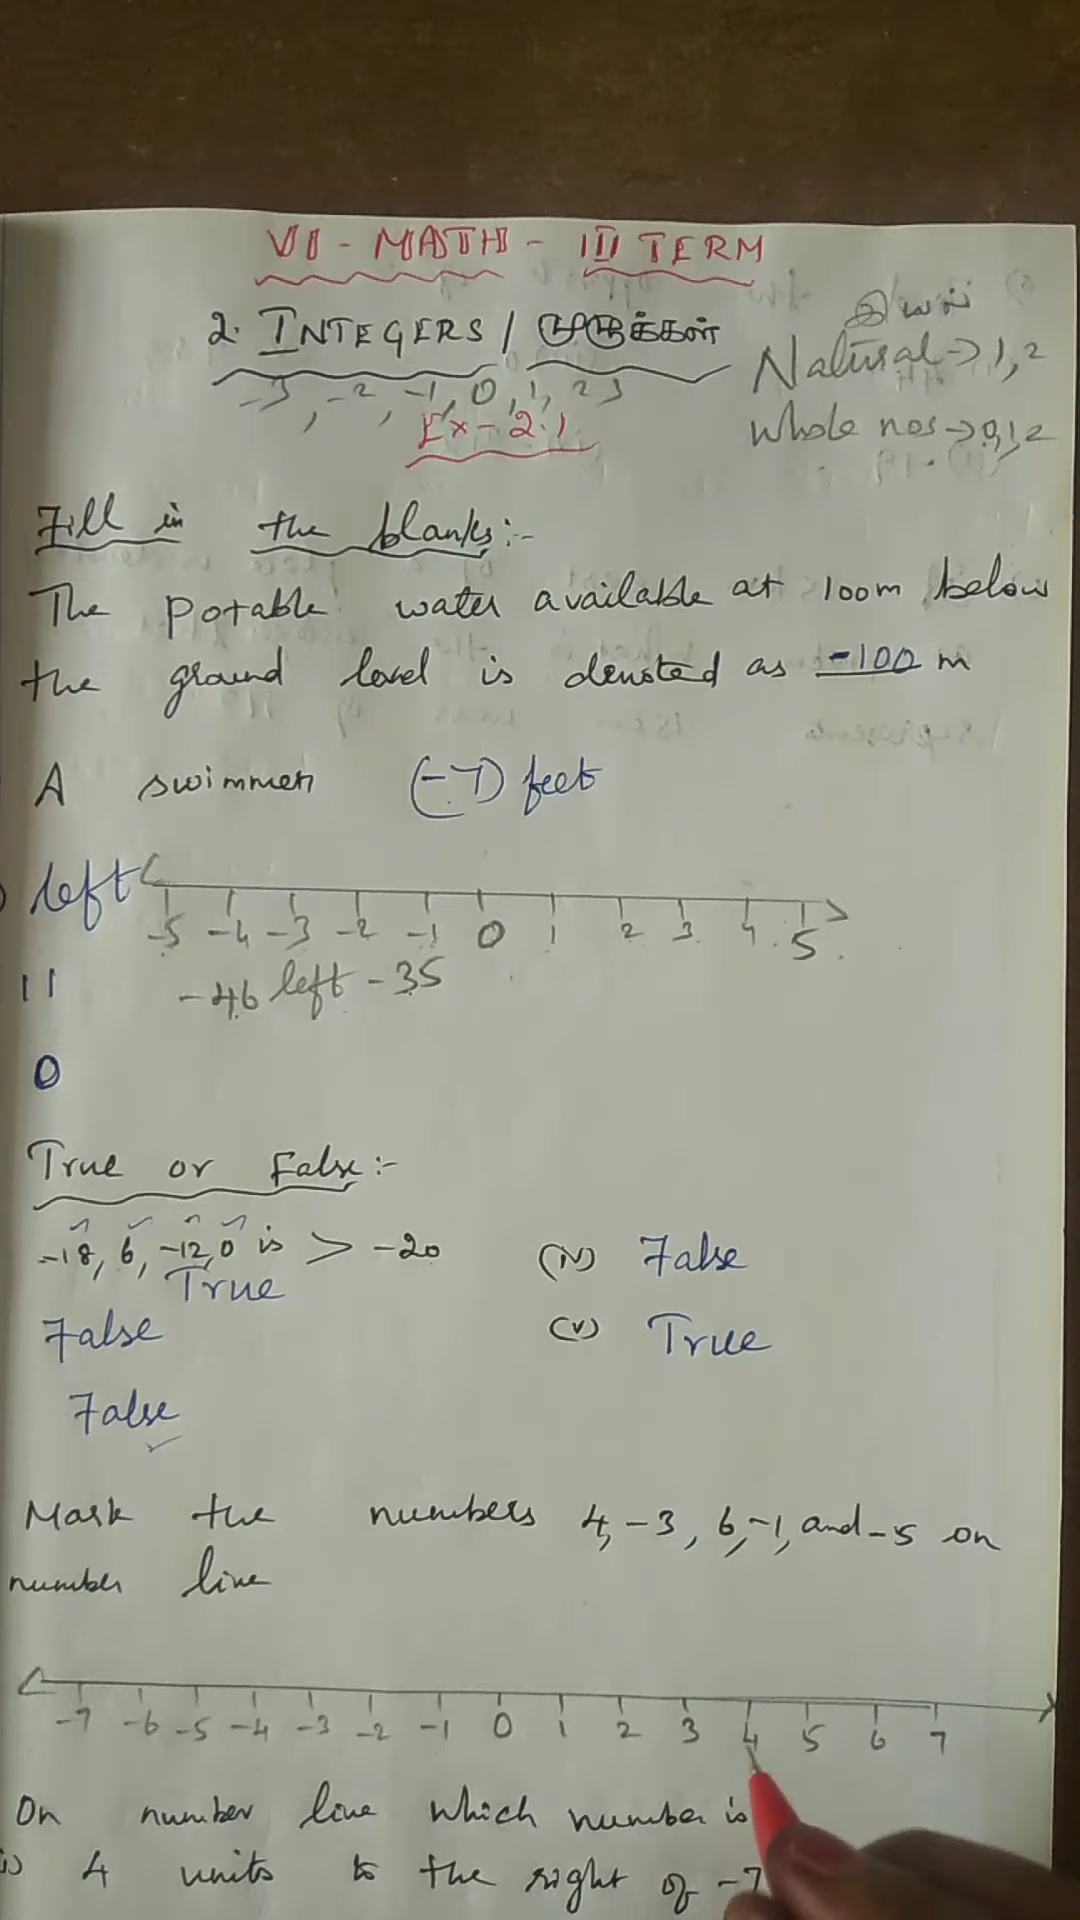 VI - MATH - III TERM
2. INTEGERS / முழுக்கள்
-3, -2, -1, 0, 1, 2, 3
Ex - 2.1
இயல்
Natural → 1, 2
Whole nos → 0, 1, 2
Fill in the blanks:-
The potable water available at 100m below
the ground level is denoted as -100 m
A swimmer (-7) feet
left
-5 -4 -3 -2 -1 0 1 2 3 4 5
11 -46 left -35
0
True or False:-
-18, 6, -12, 0 is > -20
True
False
False
(iv) False
(v) True
Mark the numbers 4, -3, 6, -1, and -5 on
number line
-7 -6 -5 -4 -3 -2 -1 0 1 2 3 4 5 6 7
On number line which number is
i) 4 units to the right of -7